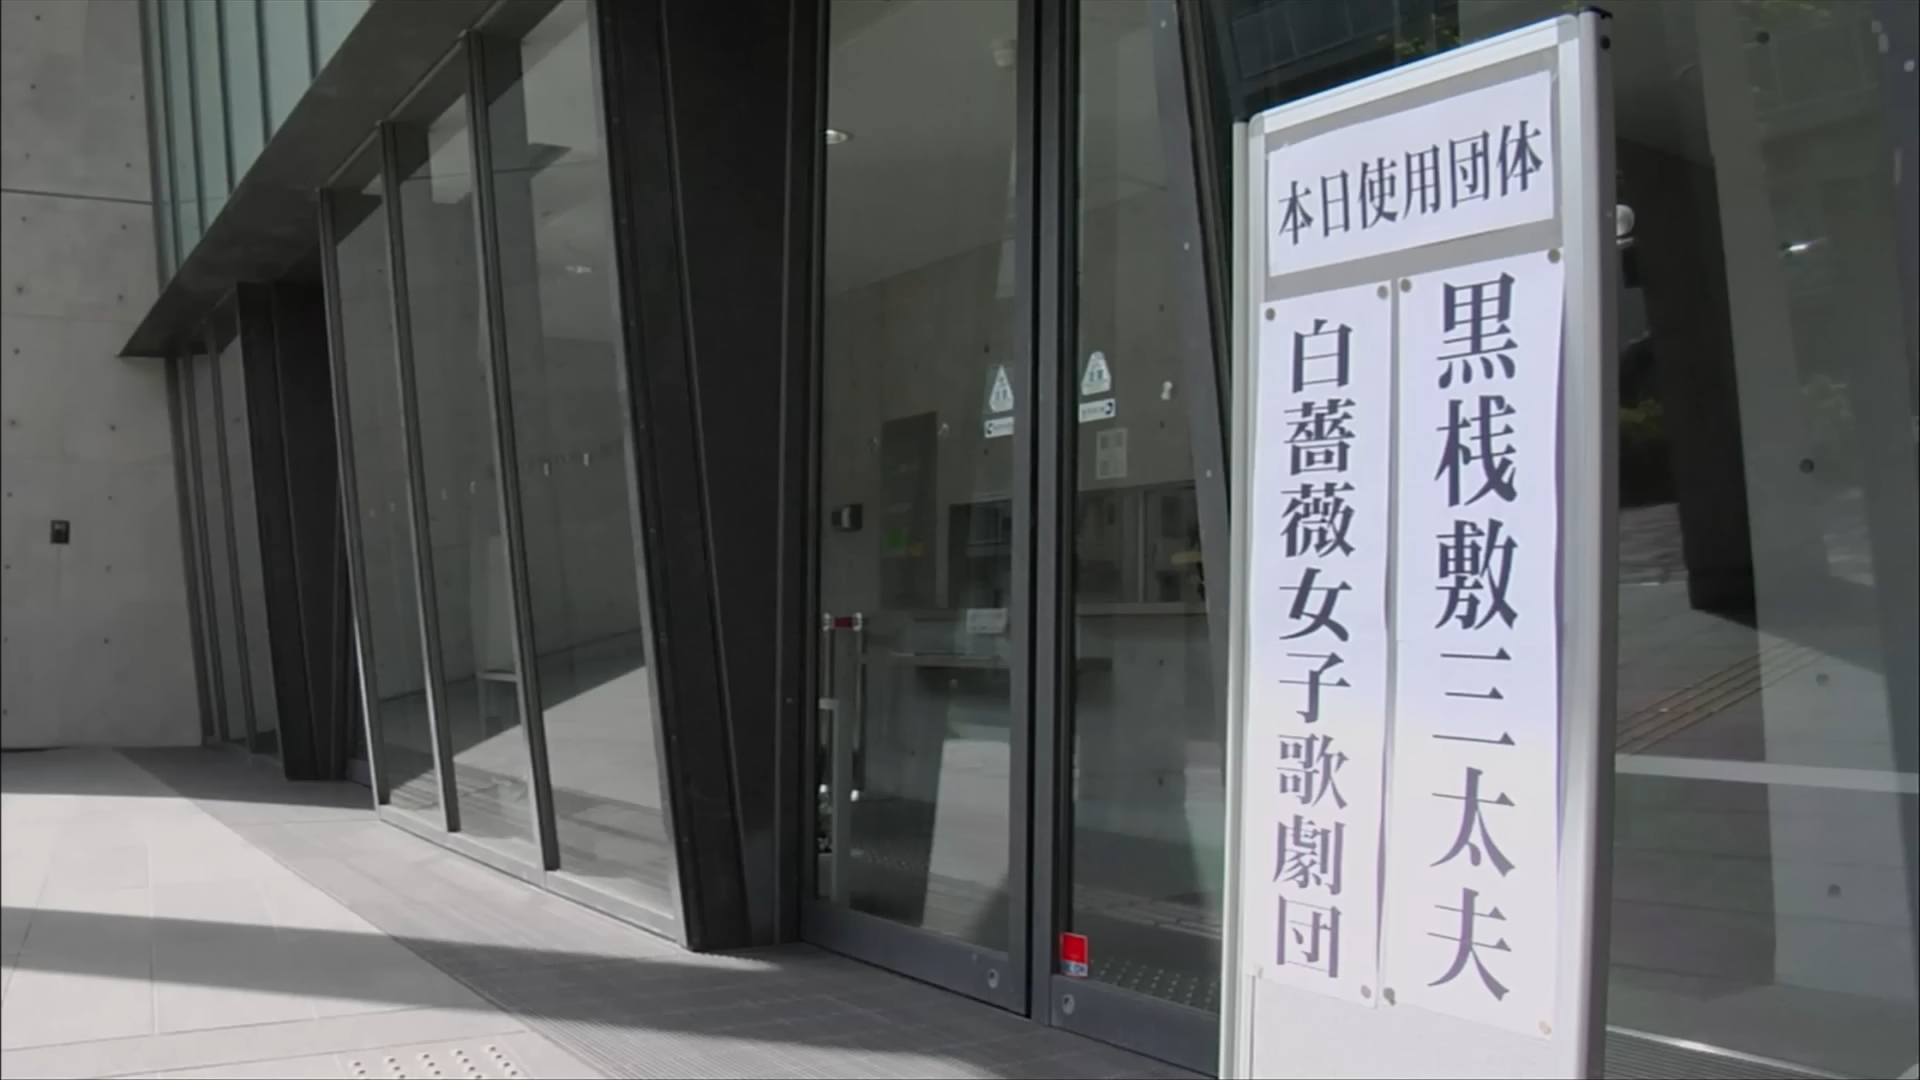 本日使用団体
黒桟敷三太夫
白薔薇女子歌劇団